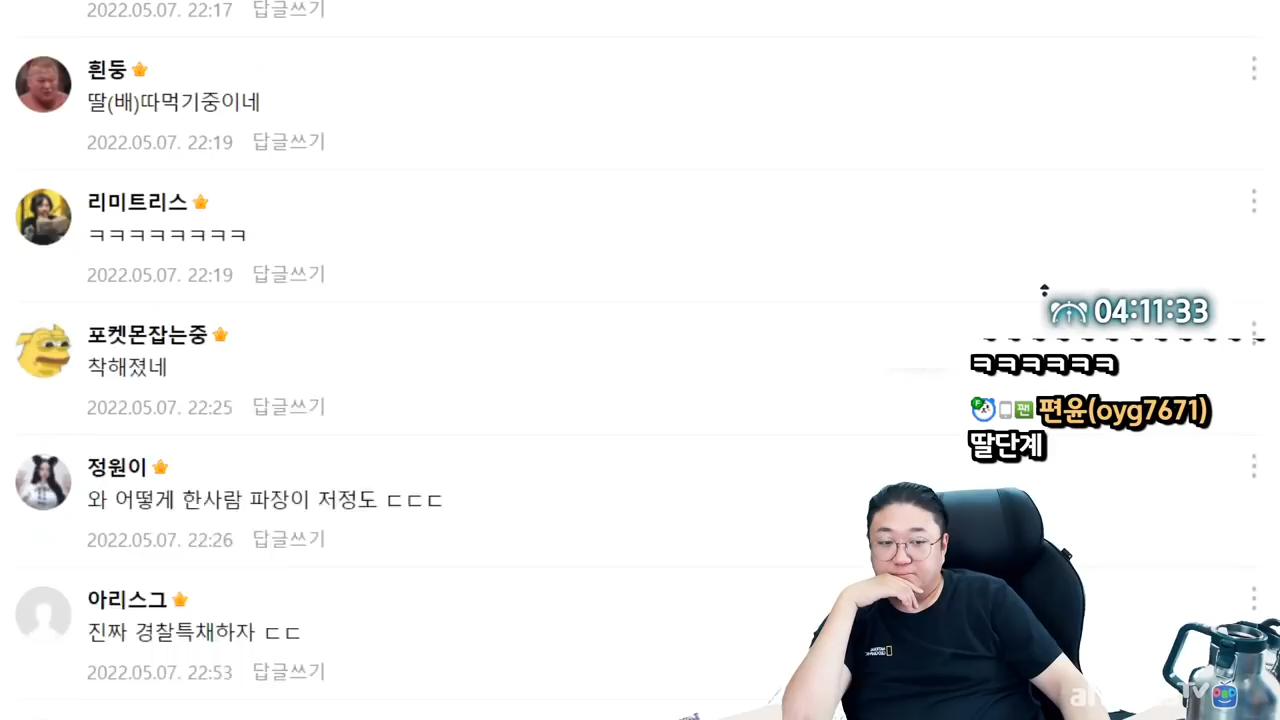 2022.05.07. 22:17 답글쓰기
흰둥
딸(배)따먹기중이네
2022.05.07. 22:19 답글쓰기
리미트리스
ㅋㅋㅋㅋㅋㅋㅋㅋ
2022.05.07. 22:19 답글쓰기
포켓몬잡는중
착해졌네
2022.05.07. 22:25 답글쓰기
정원이
와 어떻게 한사람 파장이 저정도 ㄷㄷㄷ
2022.05.07. 22:26 답글쓰기
아리스그
진짜 경찰특채하자 ㄷㄷ
2022.05.07. 22:53 답글쓰기
04:11:33
ㅋㅋㅋㅋㅋㅋ
F 팬 편윤(oyg7671)
딸단계